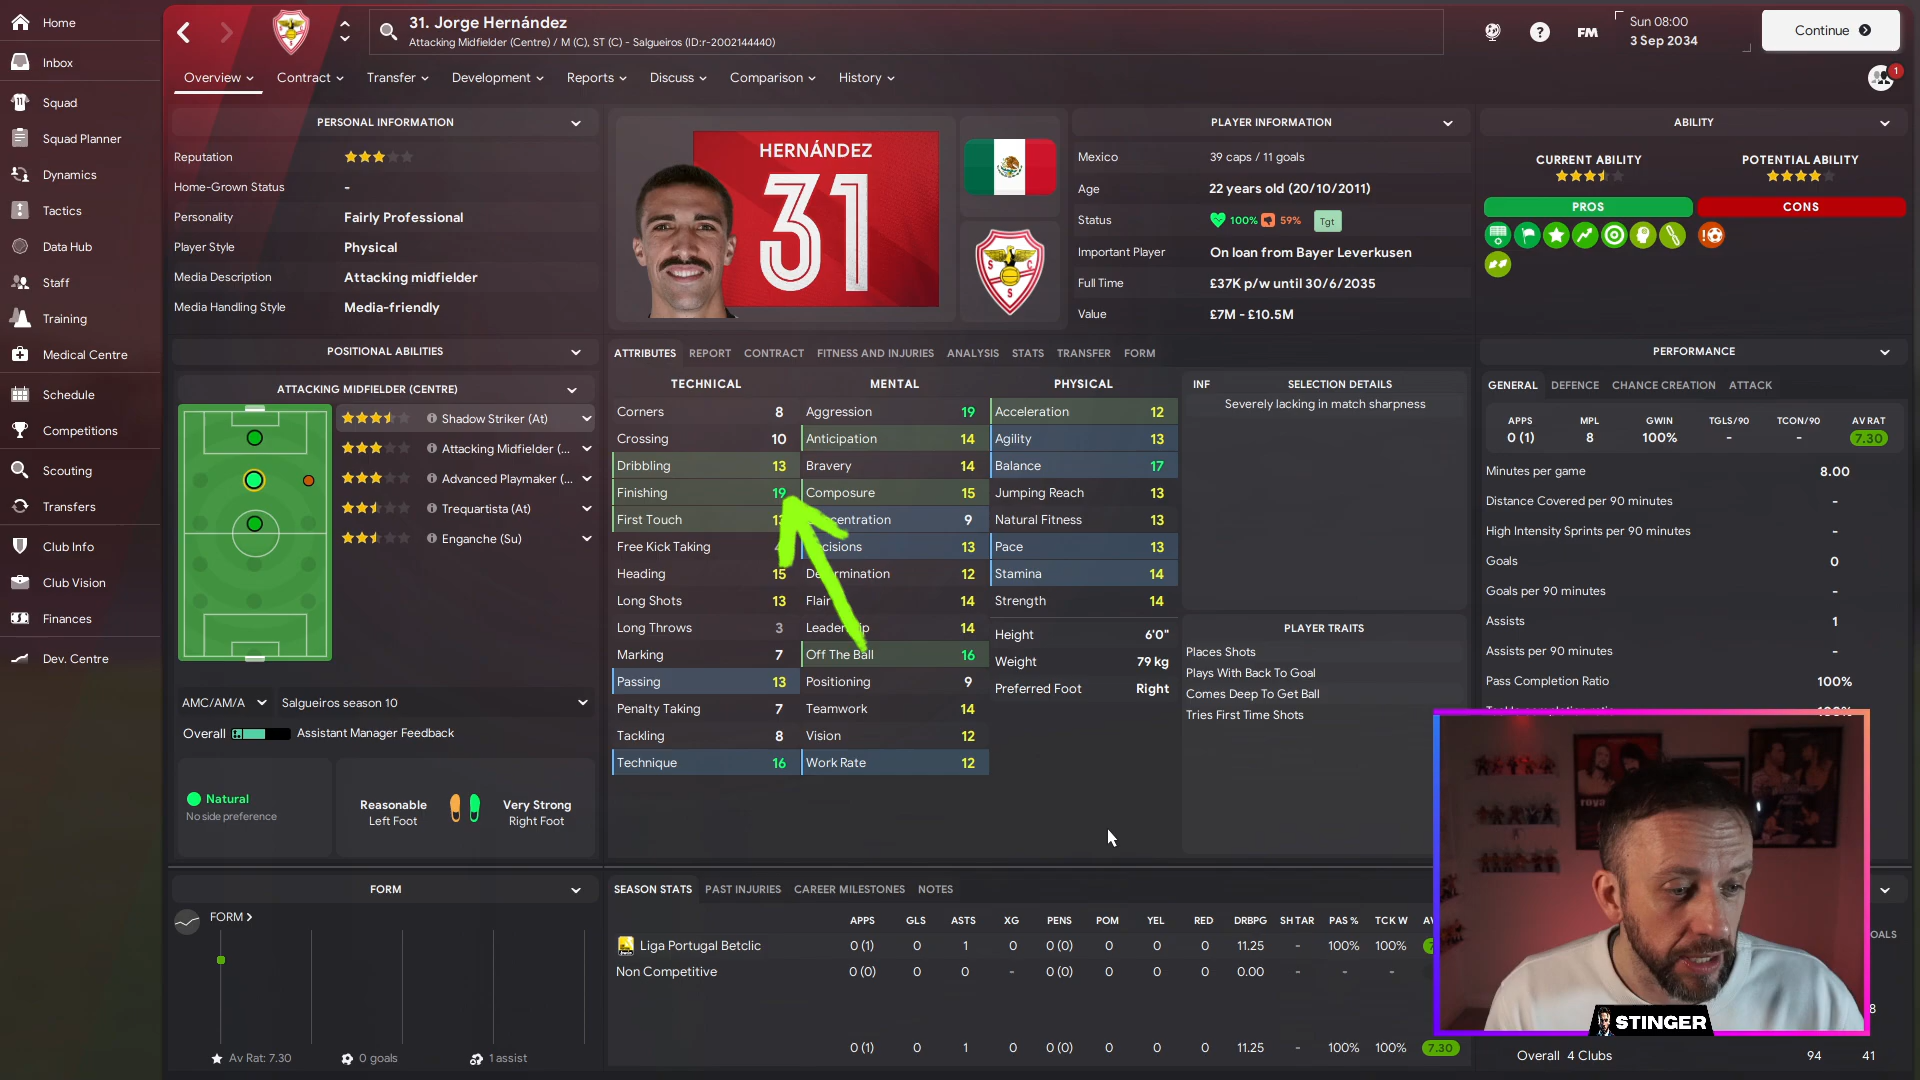 Home
Inbox
Squad
Squad Planner
Dynamics
Tactics
Data Hub
Staff
Training
Medical Centre
Schedule
Competitions
Scouting
Transfers
Club Info
Club Vision
Finances
Dev. Centre
31. Jorge Hernández
Attacking Midfielder (Centre) / M (C), ST (C) - Salgueiros (ID:r-2002144440)
FM
Sun 08:00
3 Sep 2034
Continue
Overview Contract Transfer Development Reports Discuss Comparison History
1
PERSONAL INFORMATION
Reputation
Home-Grown Status -
Personality Fairly Professional
Player Style Physical
Media Description Attacking midfielder
Media Handling Style Media-friendly
HERNÁNDEZ
31
PLAYER INFORMATION
Mexico 39 caps / 11 goals
Age 22 years old (20/10/2011)
Status 100% 59% Tgt
Important Player On loan from Bayer Leverkusen
Full Time £37K p/w until 30/6/2035
Value £7M - £10.5M
ABILITY
CURRENT ABILITY POTENTIAL ABILITY
PROS CONS
POSITIONAL ABILITIES
ATTACKING MIDFIELDER (CENTRE)
Shadow Striker (At)
Attacking Midfielder (...
Advanced Playmaker (...
Trequartista (At)
Enganche (Su)
AMC/AM/A Salgueiros season 10
Overall Assistant Manager Feedback
Natural
No side preference
Reasonable
Left Foot
Very Strong
Right Foot
ATTRIBUTES REPORT CONTRACT FITNESS AND INJURIES ANALYSIS STATS TRANSFER FORM
TECHNICAL MENTAL PHYSICAL
Corners 8 Aggression 19 Acceleration 12
Crossing 10 Anticipation 14 Agility 13
Dribbling 13 Bravery 14 Balance 17
Finishing 19 Composure 15 Jumping Reach 13
First Touch 9 Natural Fitness 13
Free Kick Taking 13 Pace 13
Heading 15 12 Stamina 14
Long Shots 13 Flair 14 Strength 14
Long Throws 3 14 Height 6'0"
Marking 7 Off The Ball 16 Weight 79 kg
Passing 13 Positioning 9 Preferred Foot Right
Penalty Taking 7 Teamwork 14
Tackling 8 Vision 12
Technique 16 Work Rate 12
INF SELECTION DETAILS
Severely lacking in match sharpness
PLAYER TRAITS
Places Shots
Plays With Back To Goal
Comes Deep To Get Ball
Tries First Time Shots
PERFORMANCE
GENERAL DEFENCE CHANCE CREATION ATTACK
APPS MPL GWIN TGLS/90 TCON/90 AV RAT
0 (1) 8 100% - - 7.30
Minutes per game 8.00
Distance Covered per 90 minutes -
High Intensity Sprints per 90 minutes -
Goals 0
Goals per 90 minutes -
Assists 1
Assists per 90 minutes -
Pass Completion Ratio 100%
FORM
FORM
Av Rat: 7.30 0 goals 1 assist
SEASON STATS PAST INJURIES CAREER MILESTONES NOTES
APPS GLS ASTS XG PENS POM YEL RED DRBPG SH TAR PAS % TCK W
Liga Portugal Betclic 0 (1) 0 1 0 0 (0) 0 0 0 11.25 - 100% 100%
Non Competitive 0 (0) 0 0 - 0 (0) 0 0 0 0.00 - - -
0 (1) 0 1 0 0 (0) 0 0 0 11.25 - 100% 100% 7.30
STINGER
Overall 4 Clubs 94 41